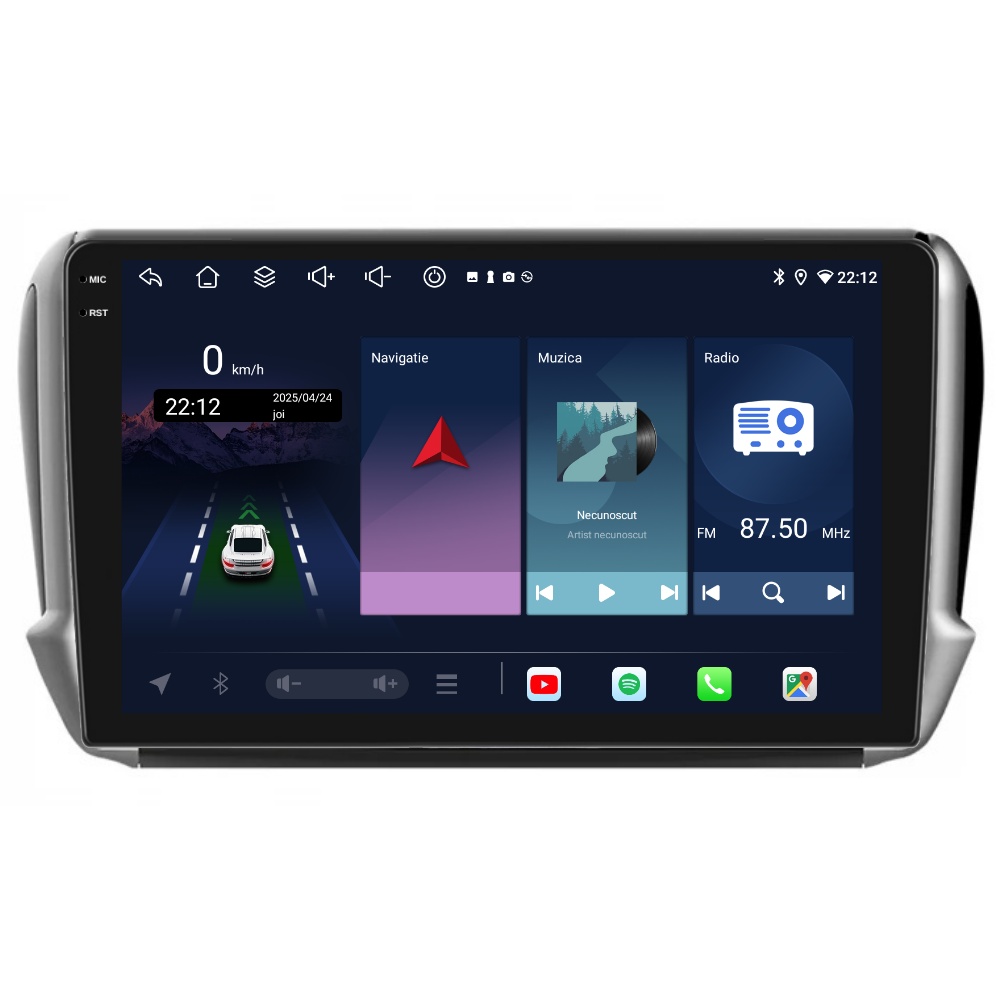 MIC
RST
22:12
0 km/h
22:12
2025/04/24
joi
Navigatie
Muzica
Necunoscut
Artist necunoscut
Radio
FM 87.50 MHz
G